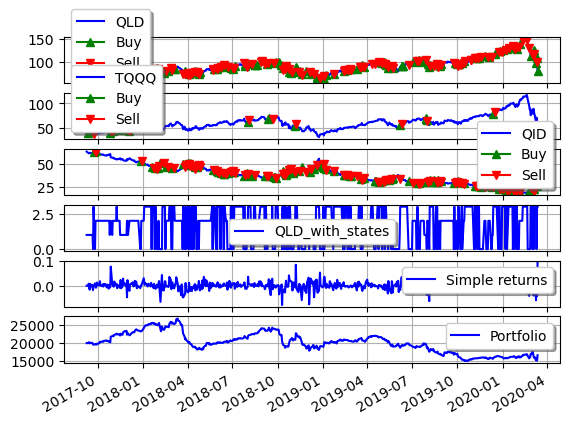 QLD
Buy
Sell
150
100
TQQQ
Buy
Sell
100
50
QID
Buy
Sell
50
25
2.5
0.0
QLD_with_states
0.1
0.0
Simple returns
25000
20000
15000
Portfolio
2017-10 2018-01 2018-04 2018-07 2018-10 2019-01 2019-04 2019-07 2019-10 2020-01 2020-04